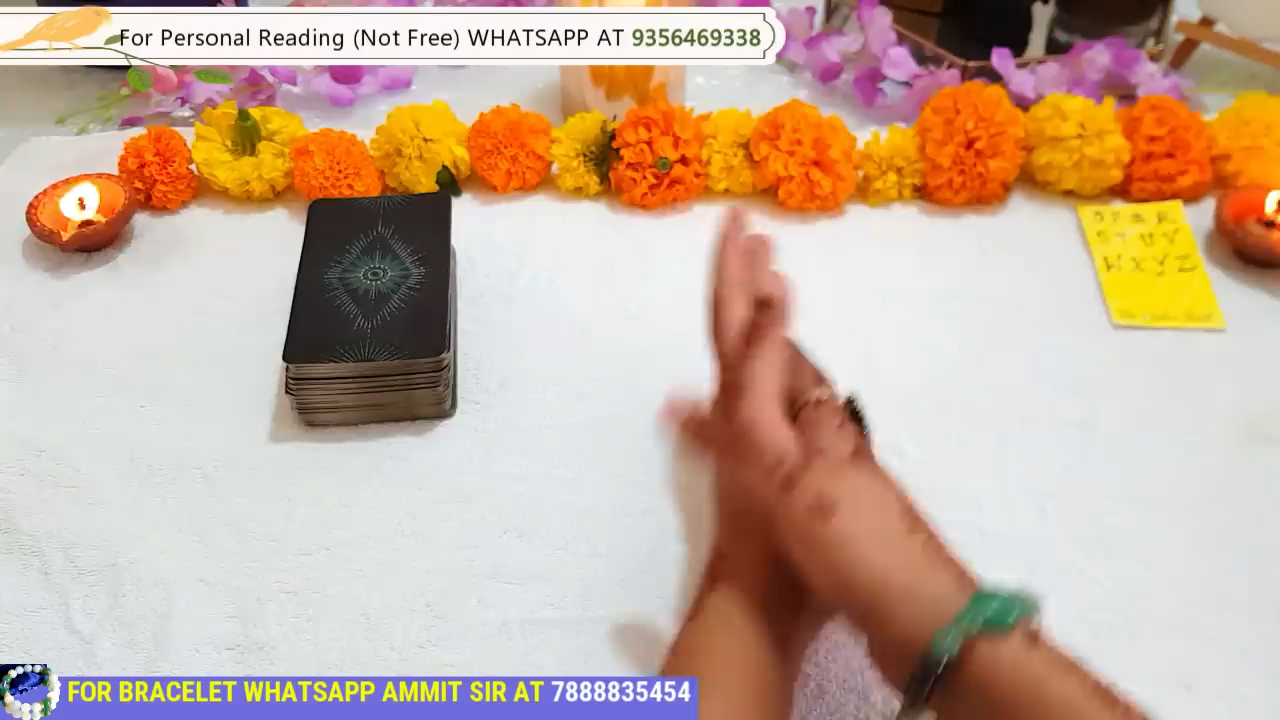 For Personal Reading (Not Free) WHATSAPP AT 9356469338
S T U V
W X Y Z
FOR BRACELET WHATSAPP AMMIT SIR AT 7888835454